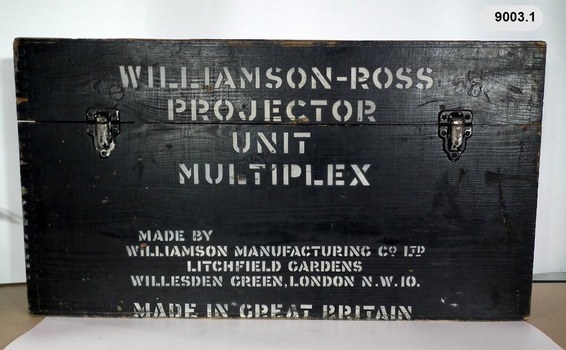 9003.1
WILLIAMSON-ROSS
PROJECTOR
UNIT
MULTIPLEX
MADE BY
WILLIAMSON MANUFACTURING Cº LTD
LITCHFIELD GARDENS
WILLESDEN GREEN, LONDON N.W.10.
MADE IN GREAT BRITAIN